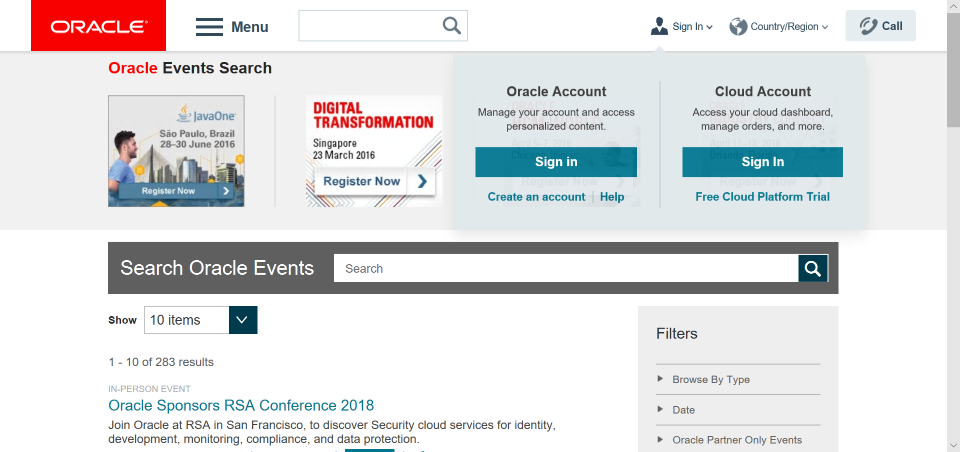 ORACLE
Menu
Sign In
Country/Region
Call
Oracle Events Search
JavaOne
São Paulo, Brazil
28–30 June 2016
Register Now
DIGITAL
TRANSFORMATION
Singapore
23 March 2016
Register Now
Oracle Account
Manage your account and access
personalized content.
Sign in
Create an account | Help
Cloud Account
Access your cloud dashboard,
manage orders, and more.
Sign In
Free Cloud Platform Trial
Search Oracle Events
Search
Show
10 items
1 - 10 of 283 results
IN-PERSON EVENT
Oracle Sponsors RSA Conference 2018
Join Oracle at RSA in San Francisco, to discover Security cloud services for identity,
development, monitoring, compliance, and data protection.
Filters
Browse By Type
Date
Oracle Partner Only Events